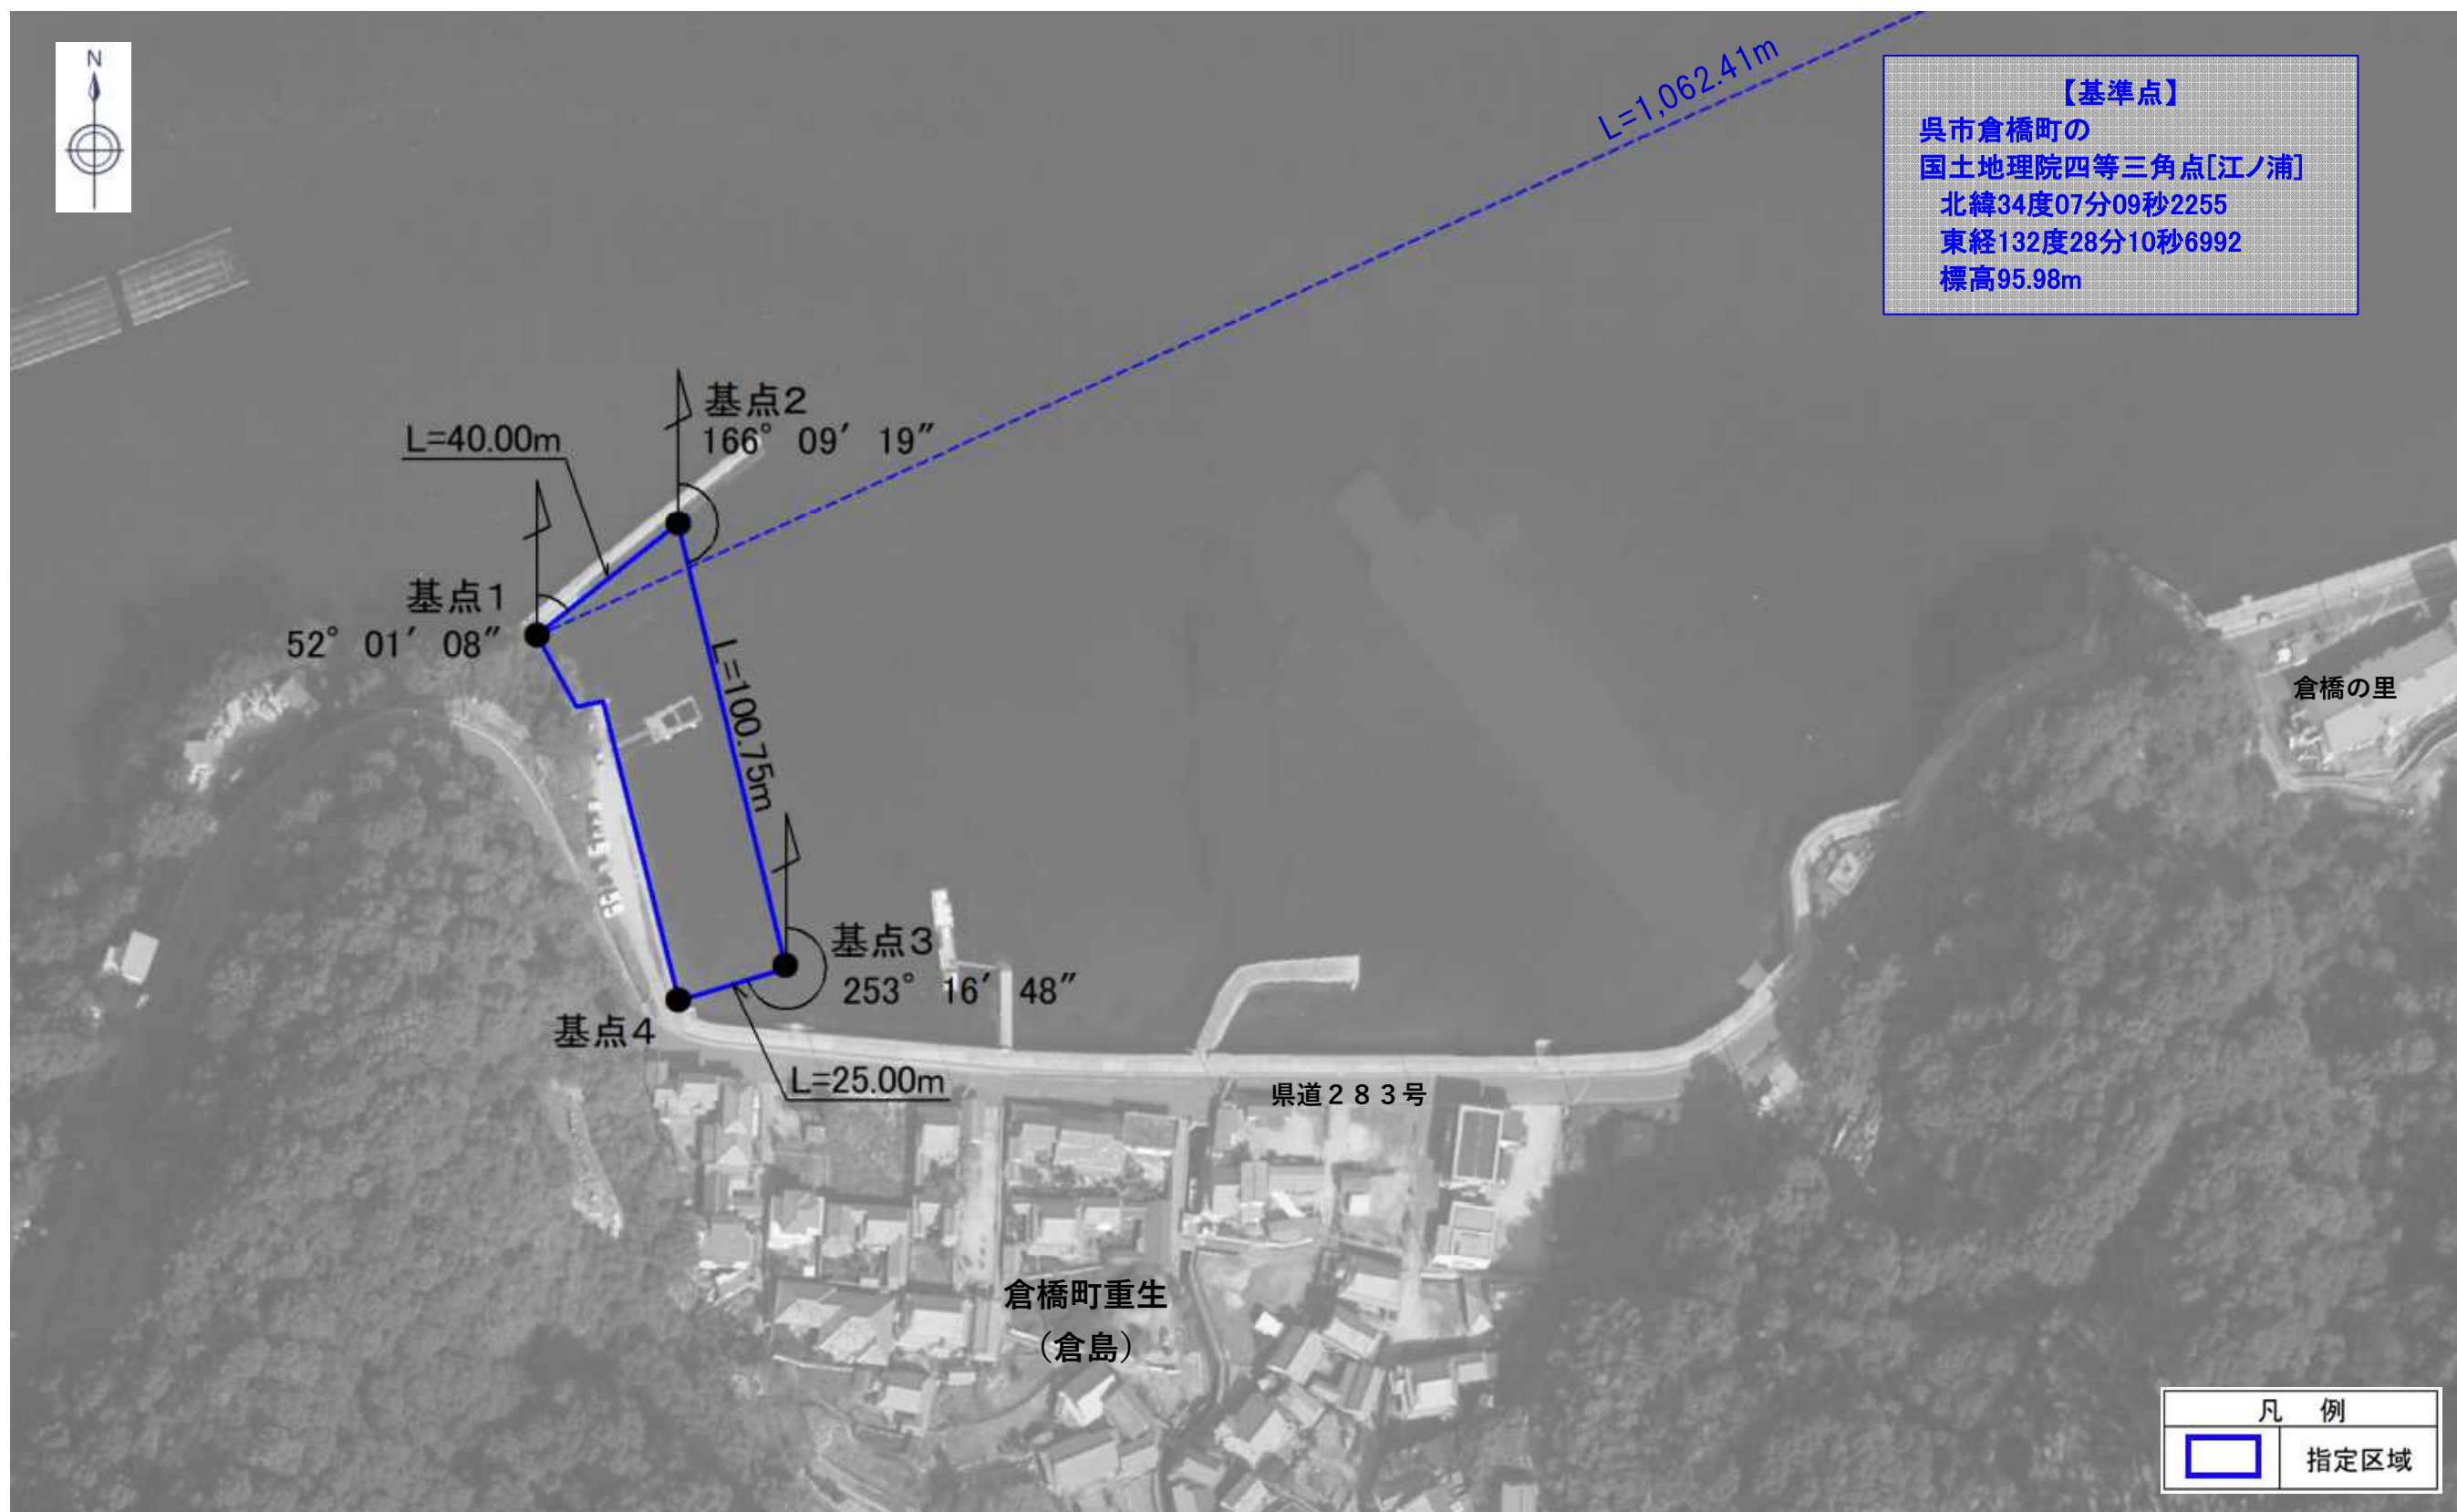 N
L=1,062.41m
【基準点】
呉市倉橋町の
国土地理院四等三角点[江ノ浦]
北緯34度07分09秒2255
東経132度28分10秒6992
標高95.98m
基点2
166° 09′ 19″
L=40.00m
基点1
52° 01′ 08″
L=100.75m
倉橋の里
基点3
253° 16′ 48″
基点4
L=25.00m
県道２８３号
倉橋町重生
（倉島）
凡 例
指定区域